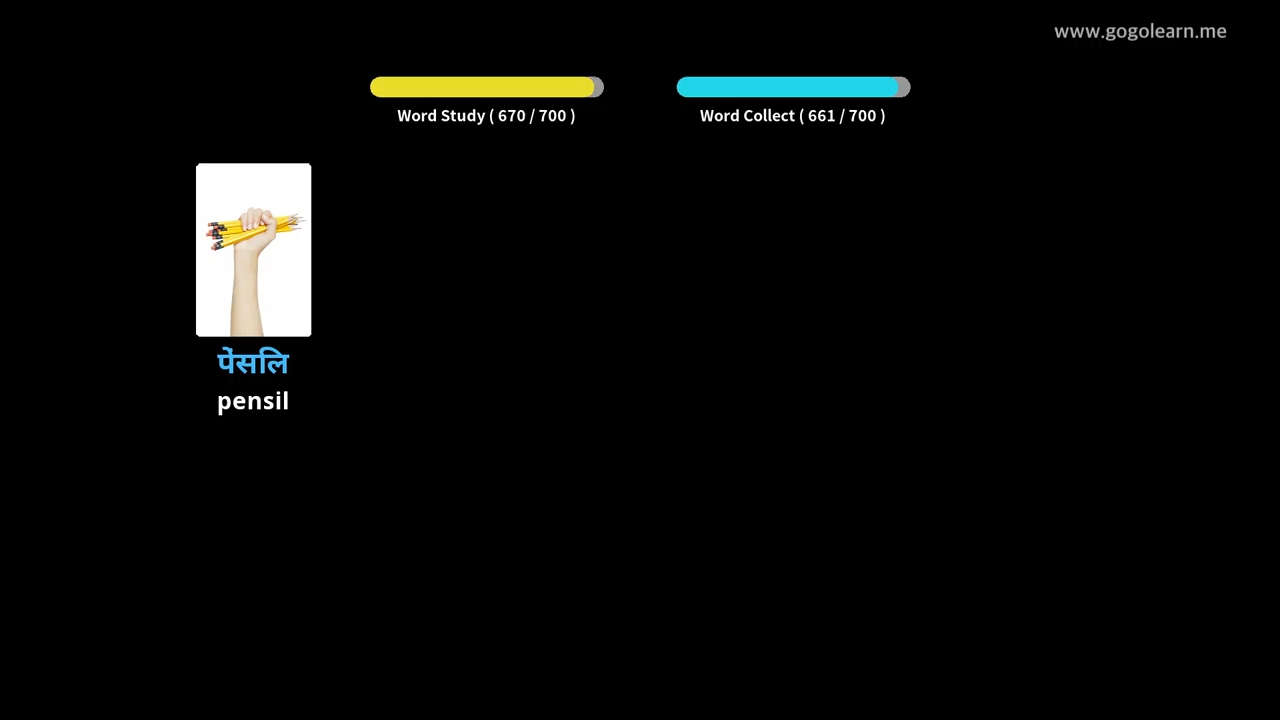 www.gogolearn.me
Word Study ( 670 / 700 )
Word Collect ( 661 / 700 )
पेंसलि
pensil